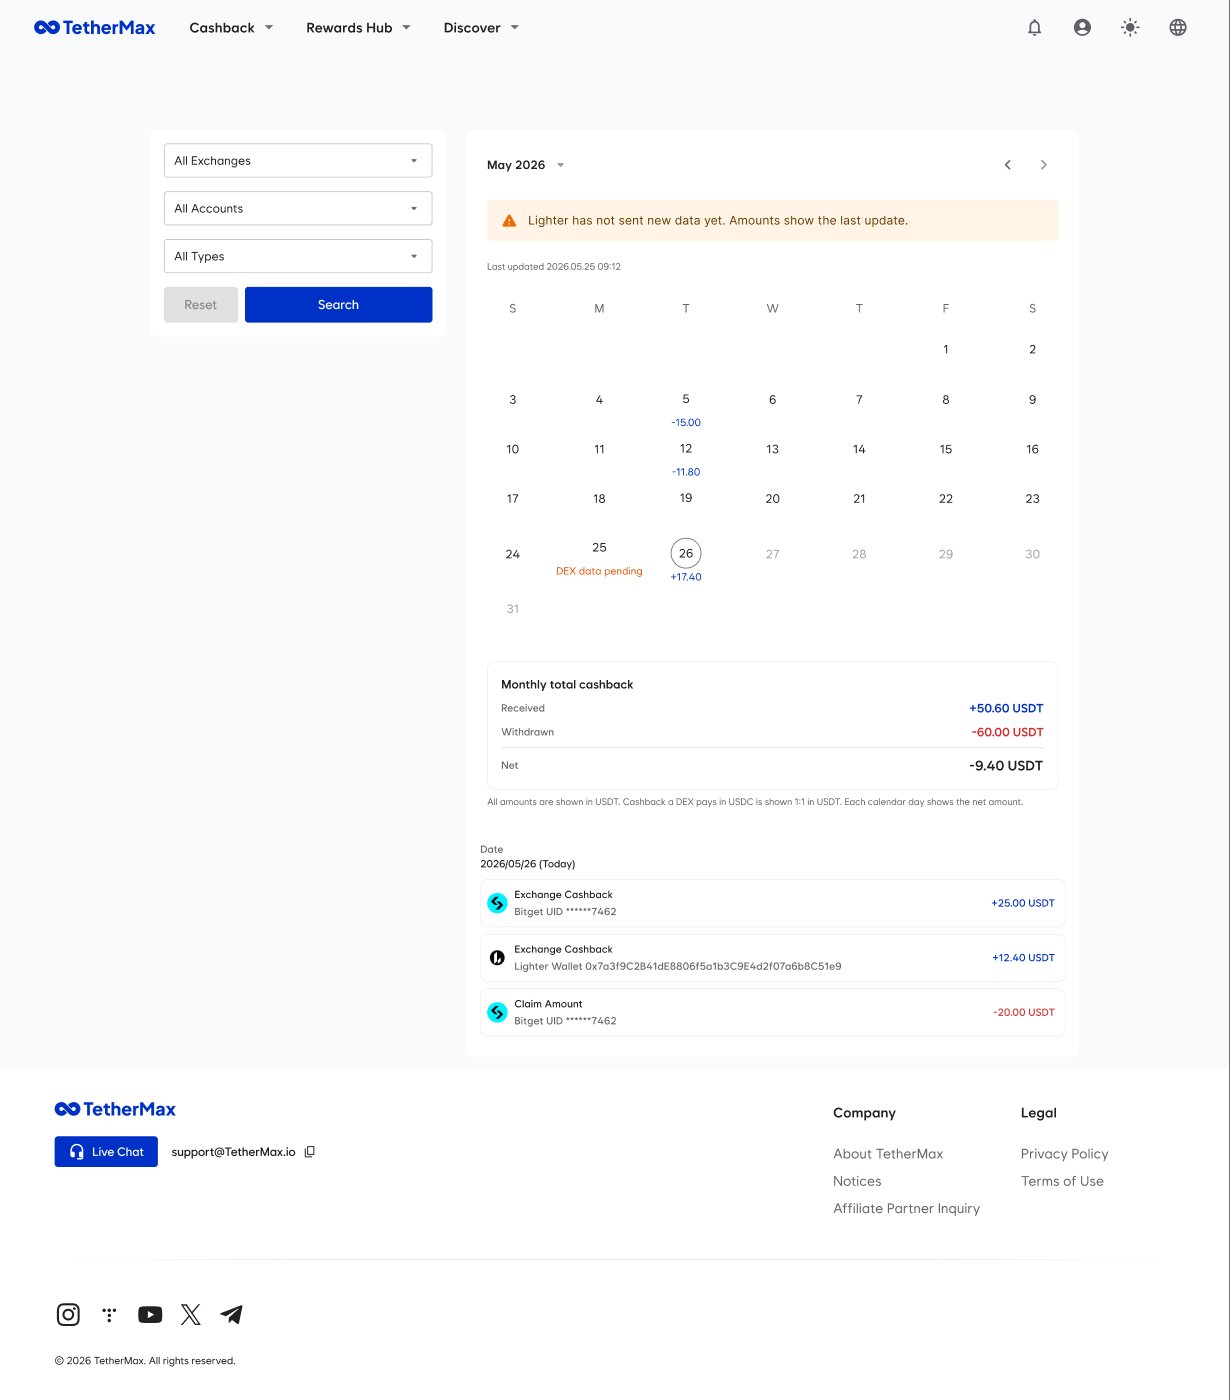 TetherMax Cashback Rewards Hub Discover
All Exchanges
All Accounts
All Types
Reset Search
May 2026
Lighter has not sent new data yet. Amounts show the last update.
Last updated 2026.05.25 09:12
S M T W T F S
1 2
3 4 5 6 7 8 9
-15.00
10 11 12 13 14 15 16
-11.80
17 18 19 20 21 22 23
24 25 26 27 28 29 30
DEX data pending +17.40
31
Monthly total cashback
Received +50.60 USDT
Withdrawn -60.00 USDT
Net -9.40 USDT
All amounts are shown in USDT. Cashback a DEX pays in USDC is shown 1:1 in USDT. Each calendar day shows the net amount.
Date
2026/05/26 (Today)
Exchange Cashback
Bitget UID ******7462 +25.00 USDT
Exchange Cashback
Lighter Wallet 0x7a3f9C2B41dE8806f5a1b3C9E4d2f07a6b8C51e9 +12.40 USDT
Claim Amount
Bitget UID ******7462 -20.00 USDT
TetherMax
Live Chat support@TetherMax.io
Company
About TetherMax
Notices
Affiliate Partner Inquiry
Legal
Privacy Policy
Terms of Use
© 2026 TetherMax. All rights reserved.